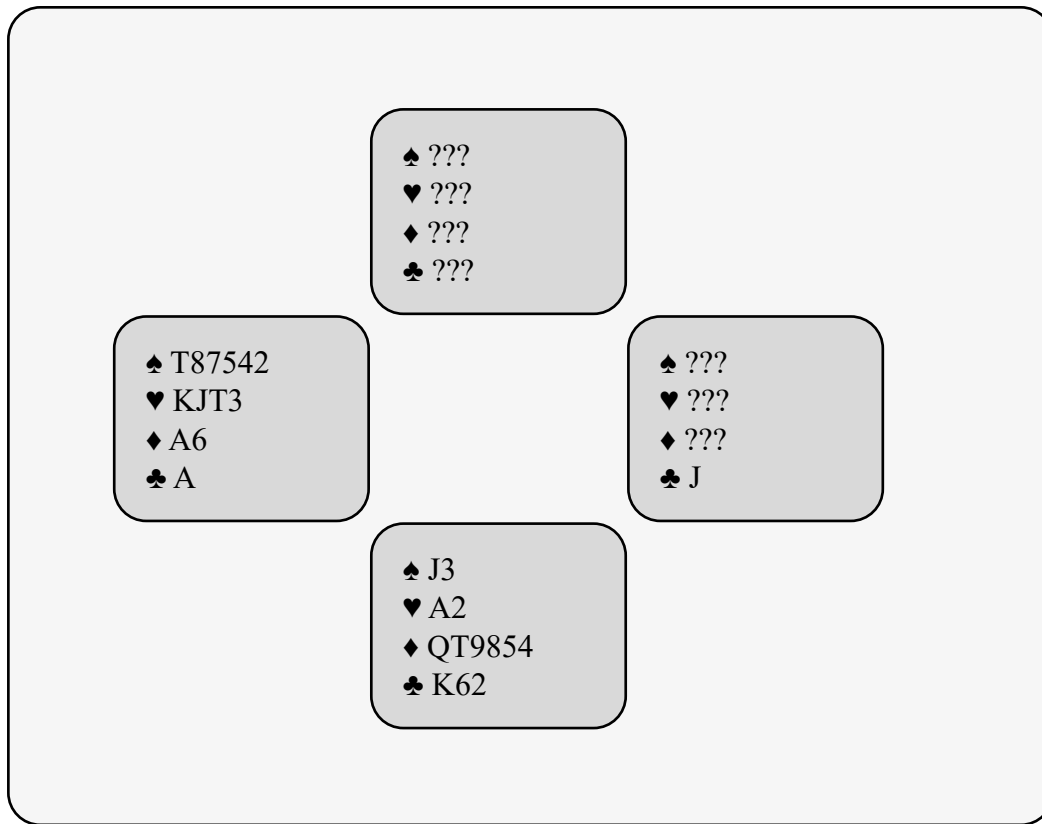 ♠ ???
♥ ???
♦ ???
♣ ???
♠ T87542
♥ KJT3
♦ A6
♣ A
♠ ???
♥ ???
♦ ???
♣ J
♠ J3
♥ A2
♦ QT9854
♣ K62